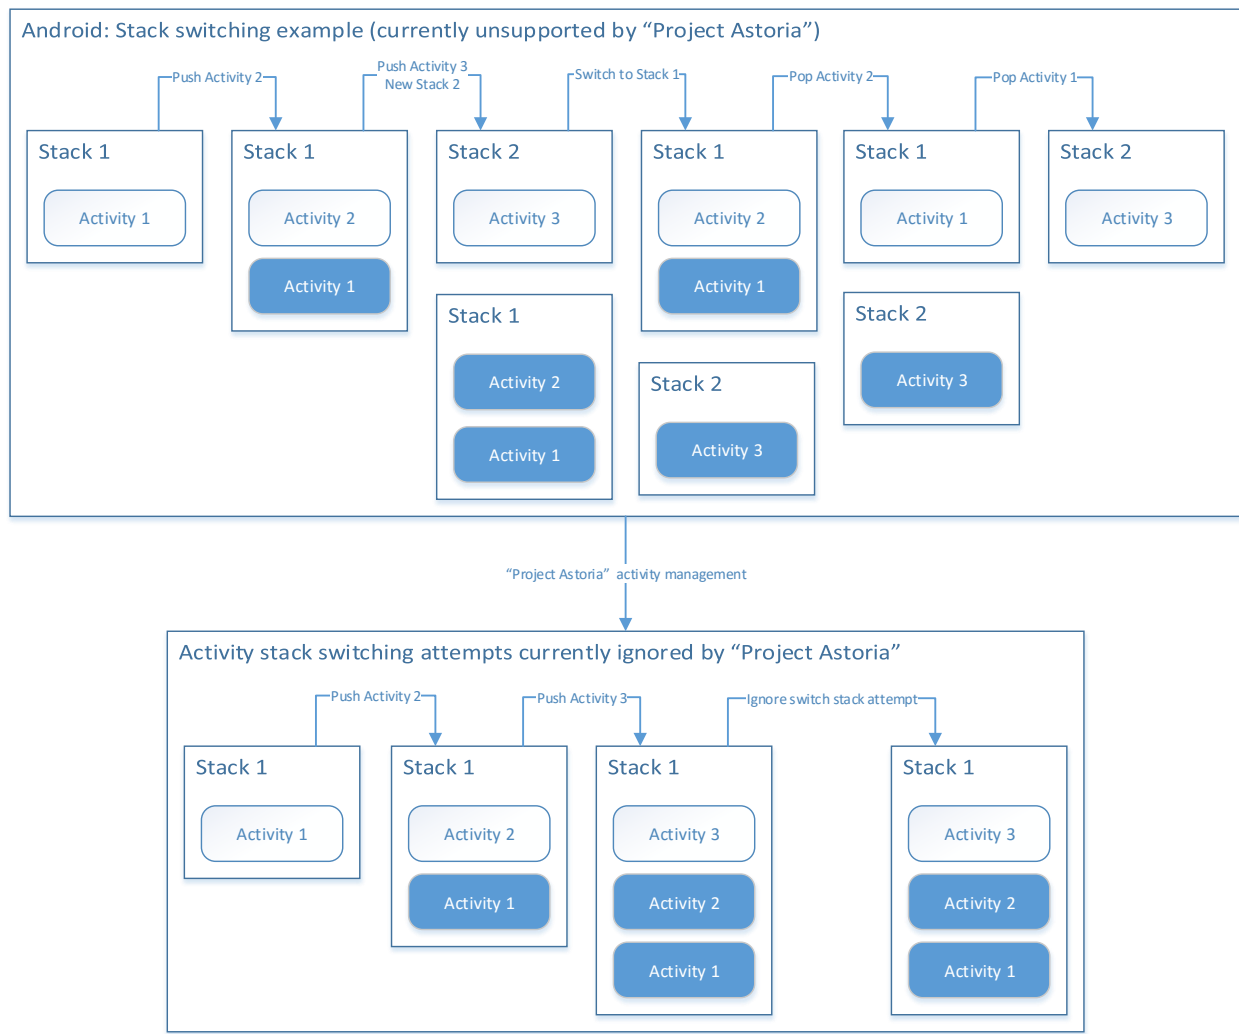 Android: Stack switching example (currently unsupported by “Project Astoria”)
Push Activity 2
Push Activity 3
New Stack 2
Switch to Stack 1
Pop Activity 2
Pop Activity 1
Stack 1
Activity 1
Stack 1
Activity 2
Activity 1
Stack 2
Activity 3
Stack 1
Activity 2
Activity 1
Stack 1
Activity 2
Activity 1
Stack 2
Activity 3
Stack 1
Activity 1
Stack 2
Activity 3
Stack 2
Activity 3
“Project Astoria” activity management
Activity stack switching attempts currently ignored by “Project Astoria”
Push Activity 2
Push Activity 3
Ignore switch stack attempt
Stack 1
Activity 1
Stack 1
Activity 2
Activity 1
Stack 1
Activity 3
Activity 2
Activity 1
Stack 1
Activity 3
Activity 2
Activity 1